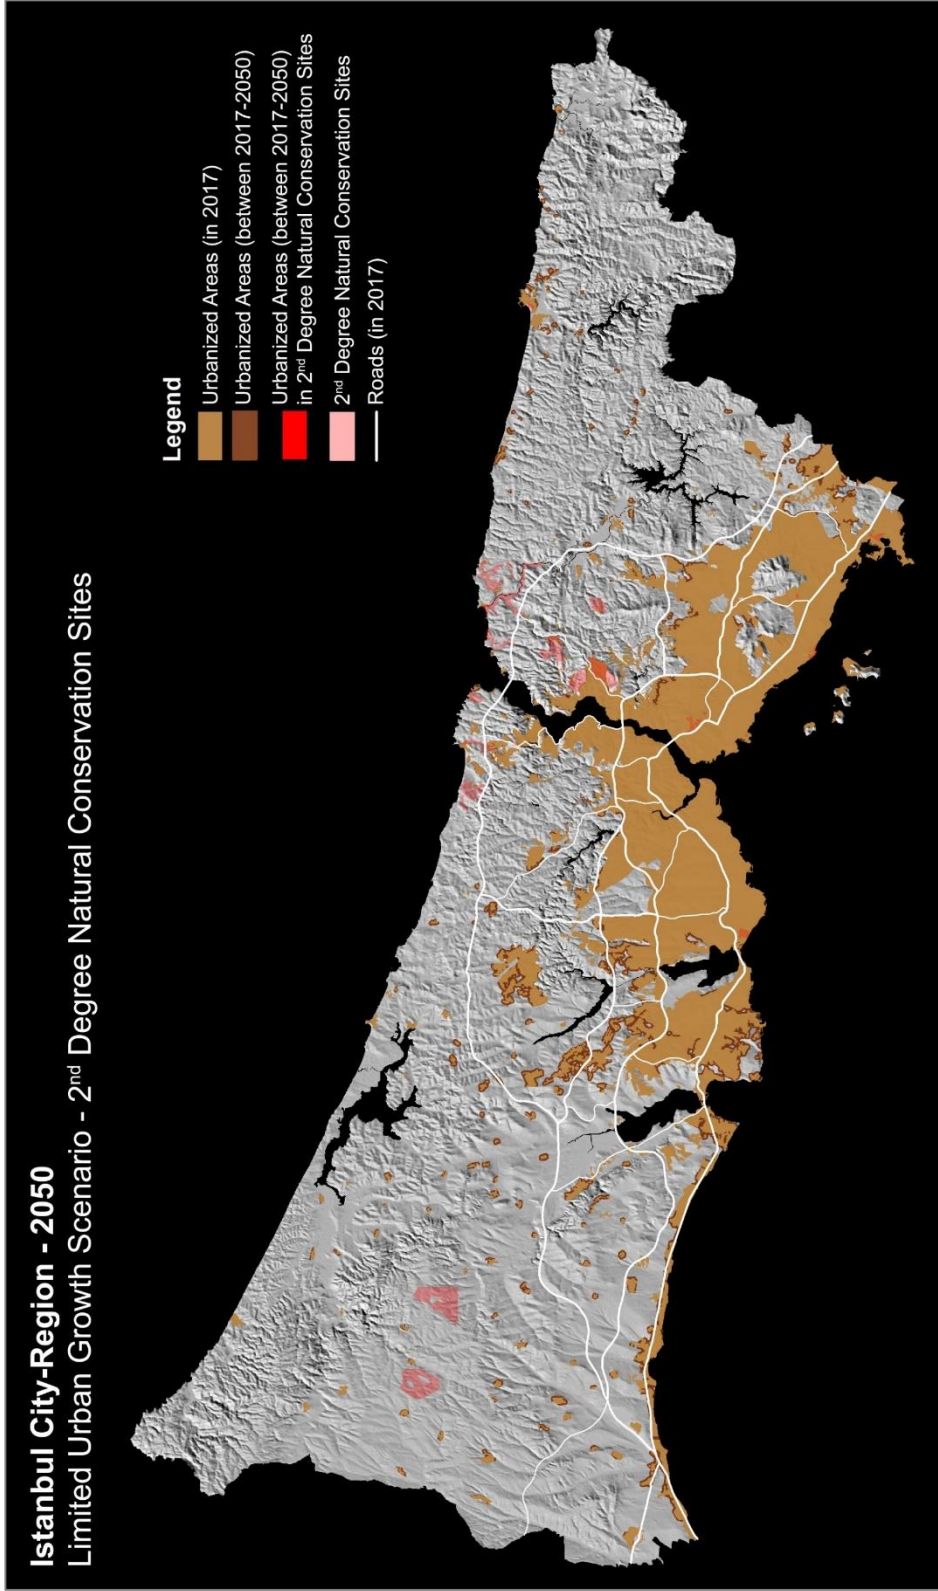 Istanbul City-Region - 2050
Limited Urban Growth Scenario - 2nd Degree Natural Conservation Sites
Legend
Urbanized Areas (in 2017)
Urbanized Areas (between 2017-2050)
Urbanized Areas (between 2017-2050)
in 2nd Degree Natural Conservation Sites
2nd Degree Natural Conservation Sites
Roads (in 2017)